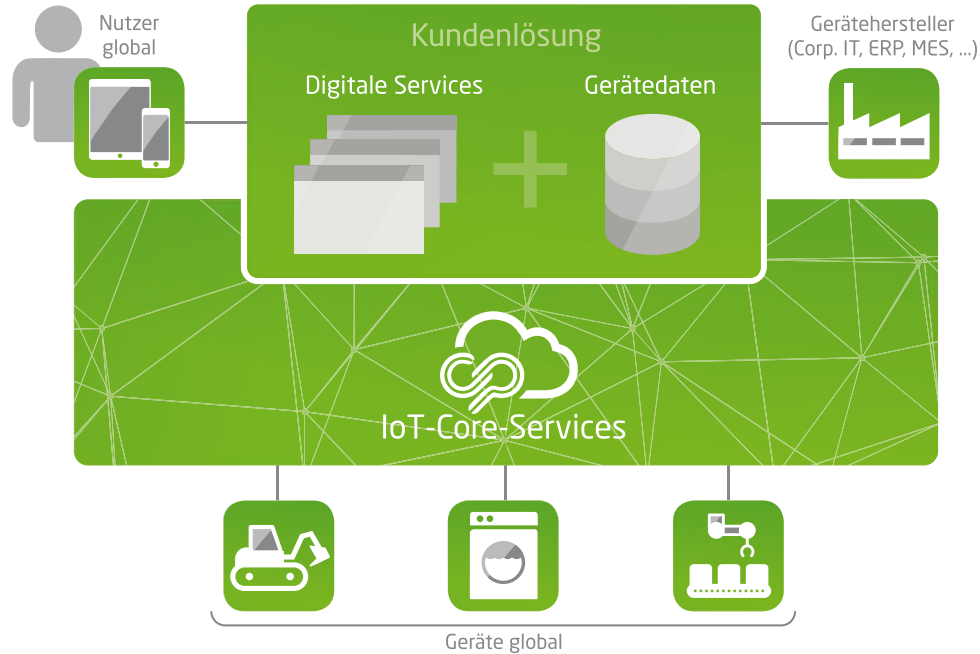 Nutzer
global
Kundenlösung
Gerätehersteller
(Corp. IT, ERP, MES, ...)
Digitale Services
Gerätedaten
IoT-Core-Services
Geräte global